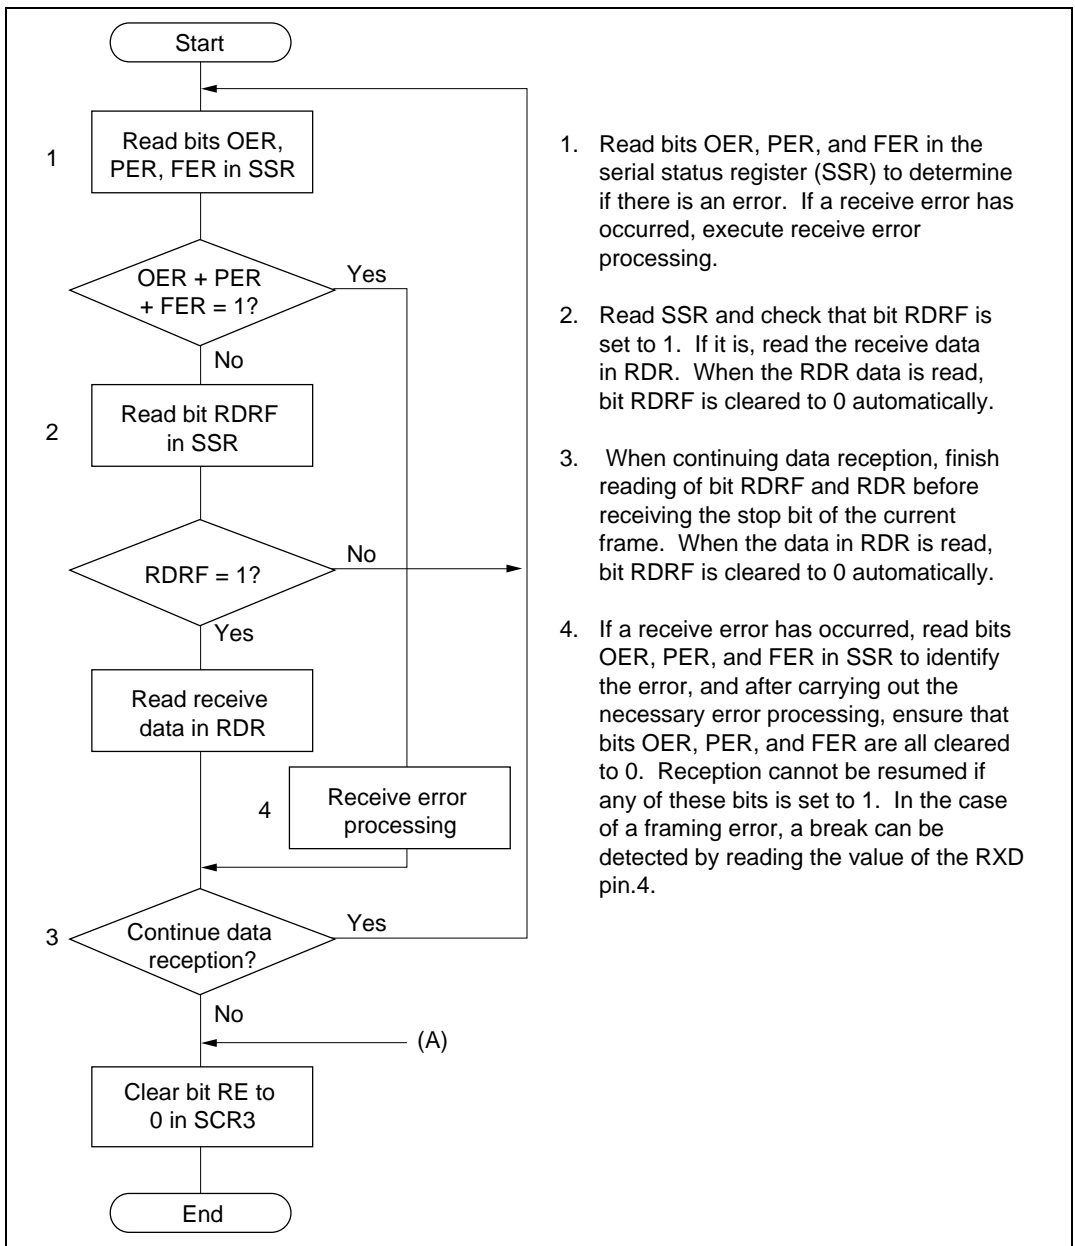 Start
1
Read bits OER,
PER, FER in SSR
OER + PER
+ FER = 1?
Yes
No
2
Read bit RDRF
in SSR
RDRF = 1?
No
Yes
Read receive
data in RDR
4
Receive error
processing
3
Continue data
reception?
Yes
No
(A)
Clear bit RE to
0 in SCR3
End
1. Read bits OER, PER, and FER in the
serial status register (SSR) to determine
if there is an error. If a receive error has
occurred, execute receive error
processing.
2. Read SSR and check that bit RDRF is
set to 1. If it is, read the receive data
in RDR. When the RDR data is read,
bit RDRF is cleared to 0 automatically.
3. When continuing data reception, finish
reading of bit RDRF and RDR before
receiving the stop bit of the current
frame. When the data in RDR is read,
bit RDRF is cleared to 0 automatically.
4. If a receive error has occurred, read bits
OER, PER, and FER in SSR to identify
the error, and after carrying out the
necessary error processing, ensure that
bits OER, PER, and FER are all cleared
to 0. Reception cannot be resumed if
any of these bits is set to 1. In the case
of a framing error, a break can be
detected by reading the value of the RXD
pin.4.